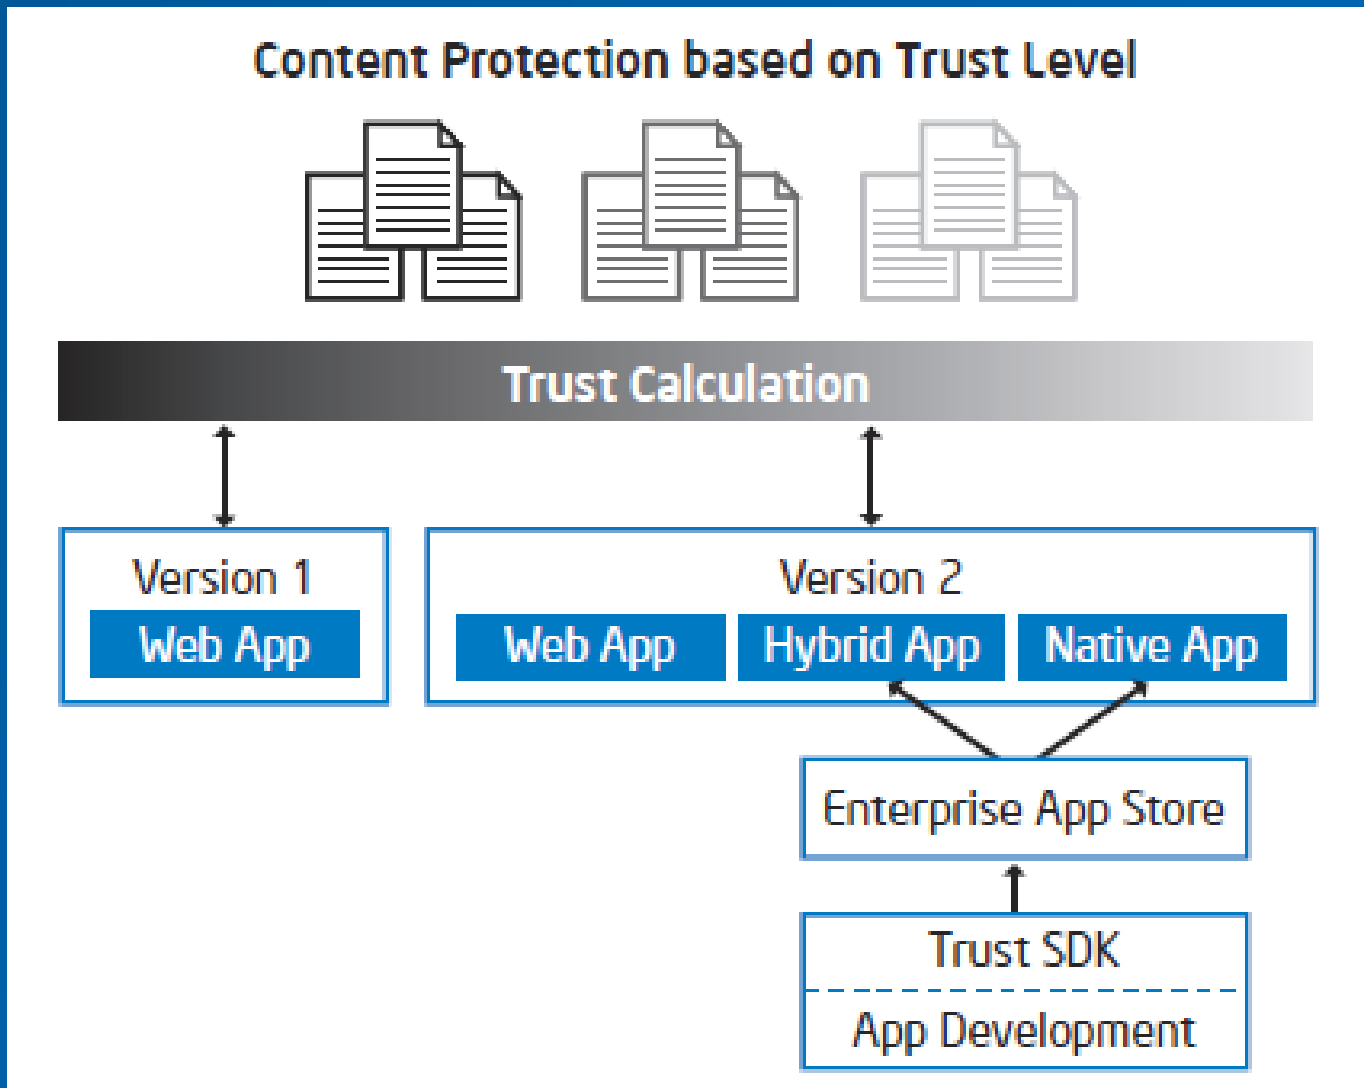 Content Protection based on Trust Level
Trust Calculation
Version 1
Web App
Version 2
Web App
Hybrid App
Native App
Enterprise App Store
Trust SDK
App Development